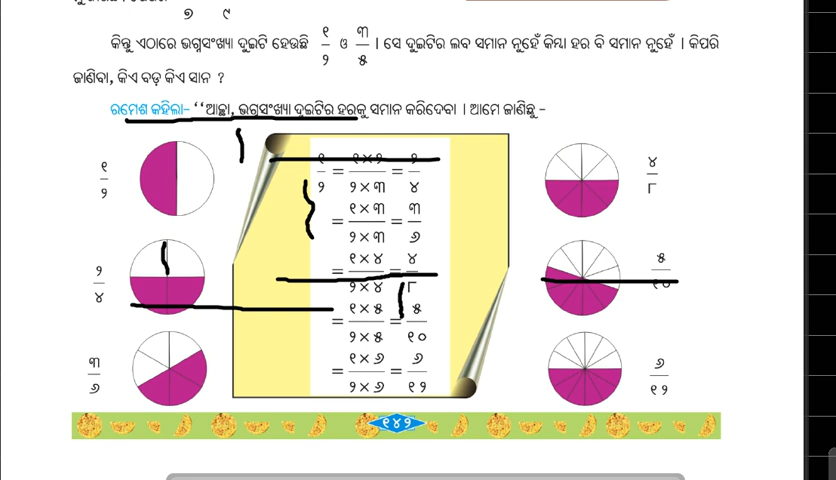 ୭ ୯
କିନ୍ତୁ ଏଠାରେ ଭଗ୍ନସଂଖ୍ୟା ଦୁଇଟି ହେଉଛି ୧/୨ ଓ ୩/୫ । ସେ ଦୁଇଟିର ଲବ ସମାନ ନୁହେଁ କିମ୍ବା ହର ବି ସମାନ ନୁହେଁ । କିପରି
ଜାଣିବା, କିଏ ବଡ଼ କିଏ ସାନ ?
ରମେଶ କହିଲା- ‘‘ଆଚ୍ଛା, ଭଗ୍ନସଂଖ୍ୟା ଦୁଇଟିର ହରକୁ ସମାନ କରିଦେବା । ଆମେ ଜାଣିଛୁ -
୧/୨
୨/୪
୩/୬
୧/୨ = ୧ × ୨/୨ × ୩ = ୨/୪
= ୧ × ୩/୨ × ୩ = ୩/୬
= ୧ × ୪/୨ × ୪ = ୪/୮
= ୧ × ୫/୨ × ୫ = ୫/୧୦
= ୧ × ୬/୨ × ୬ = ୬/୧୨
୪/୮
୫/୧୦
୬/୧୨
୧୪୨